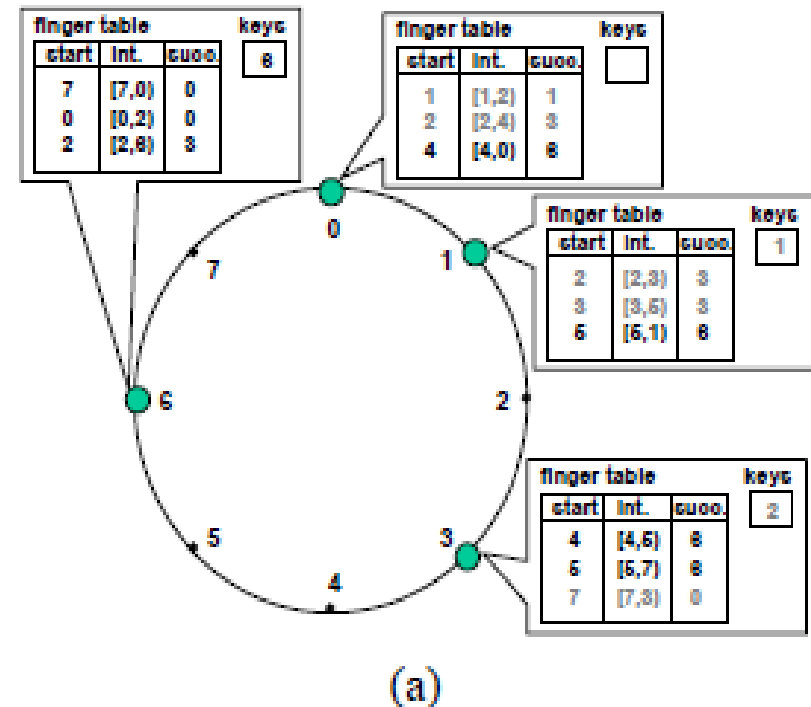 finger table keys
start int. succ. 6
7 [7,0) 0
0 [0,2) 0
2 [2,6) 3
finger table keys
start int. succ.
1 [1,2) 1
2 [2,4) 3
4 [4,0) 6
finger table keys
start int. succ. 1
2 [2,3) 3
3 [3,5) 3
5 [5,1) 6
finger table keys
start int. succ. 2
4 [4,5) 6
5 [5,7) 6
7 [7,3) 0
0
1
2
3
4
5
6
7
(a)